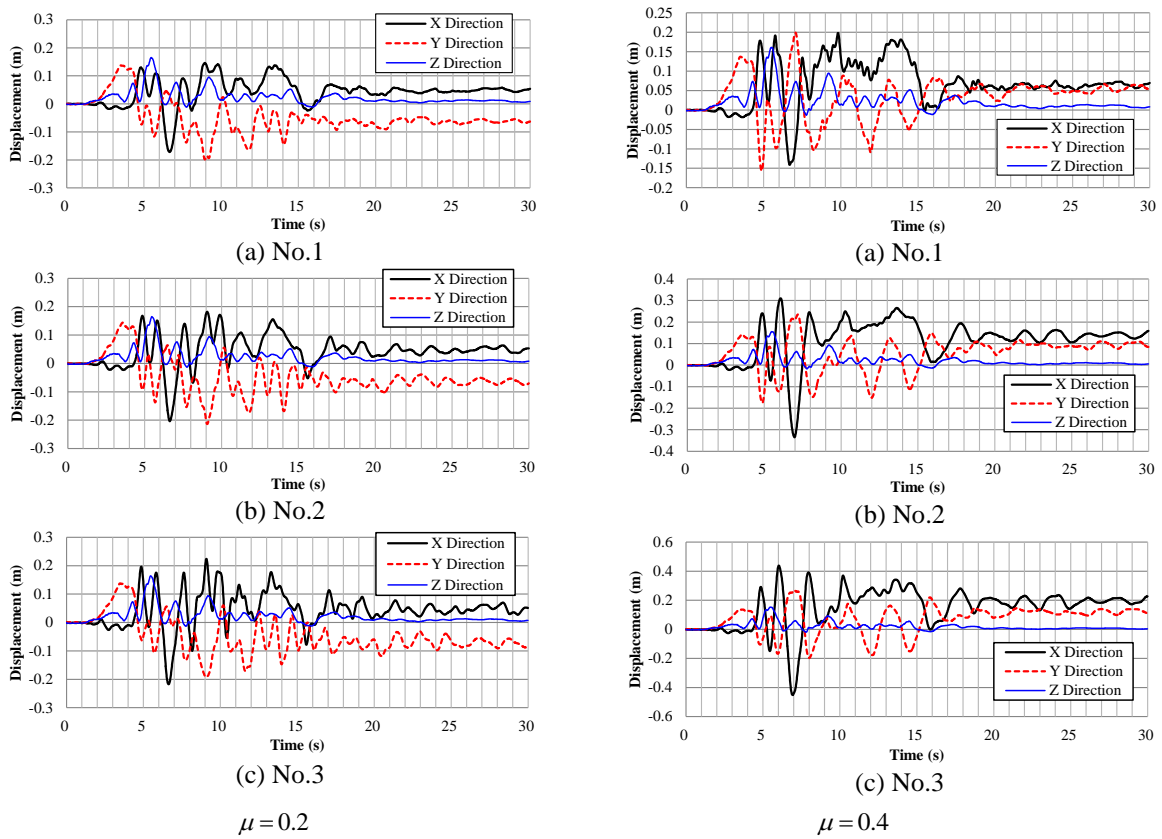 0.3
0.2
0.1
0
-0.1
-0.2
-0.3
Displacement (m)
X Direction
Y Direction
Z Direction
0 5 10 15 20 25 30
Time (s)
(a) No.1
0.3
0.2
0.1
0
-0.1
-0.2
-0.3
Displacement (m)
X Direction
Y Direction
Z Direction
0 5 10 15 20 25 30
Time (s)
(b) No.2
0.3
0.2
0.1
0
-0.1
-0.2
-0.3
Displacement (m)
X Direction
Y Direction
Z Direction
0 5 10 15 20 25 30
Time (s)
(c) No.3
μ = 0.2
0.25
0.2
0.15
0.1
0.05
0
-0.05
-0.1
-0.15
-0.2
Displacement (m)
X Direction
Y Direction
Z Direction
0 5 10 15 20 25 30
Time (s)
(a) No.1
0.4
0.3
0.2
0.1
0
-0.1
-0.2
-0.3
-0.4
Displacement (m)
X Direction
Y Direction
Z Direction
0 5 10 15 20 25 30
Time (s)
(b) No.2
0.6
0.4
0.2
0
-0.2
-0.4
-0.6
Displacement (m)
X Direction
Y Direction
Z Direction
0 5 10 15 20 25 30
Time (s)
(c) No.3
μ = 0.4